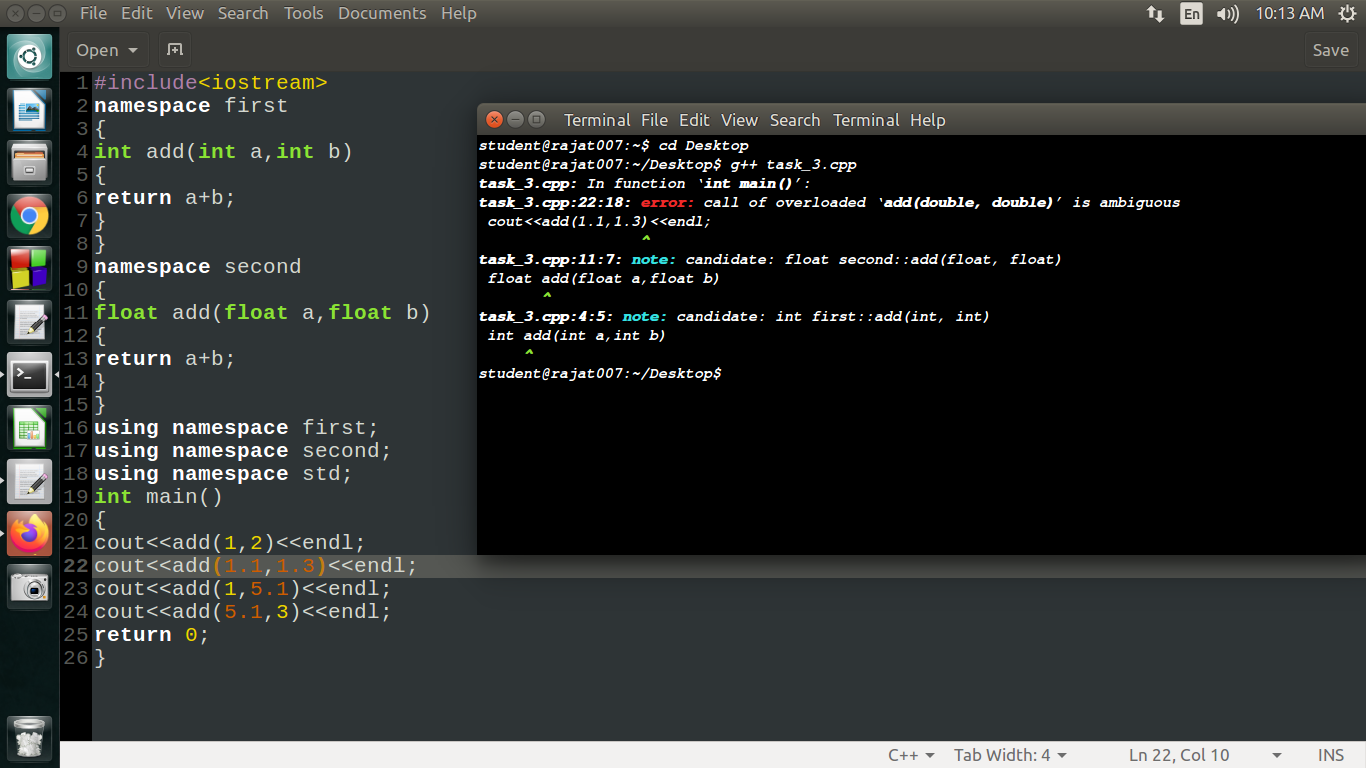 File Edit View Search Tools Documents Help
En 10:13 AM
Open Save
1 #include<iostream>
2 namespace first
3 {
4 int add(int a,int b)
5 {
6 return a+b;
7 }
8 }
9 namespace second
10 {
11 float add(float a,float b)
12 {
13 return a+b;
14 }
15 }
16 using namespace first;
17 using namespace second;
18 using namespace std;
19 int main()
20 {
21 cout<<add(1,2)<<endl;
22 cout<<add(1.1,1.3)<<endl;
23 cout<<add(1,5.1)<<endl;
24 cout<<add(5.1,3)<<endl;
25 return 0;
26 }
Terminal File Edit View Search Terminal Help
student@rajat007:~$ cd Desktop
student@rajat007:~/Desktop$ g++ task_3.cpp
task_3.cpp: In function ‘int main()’:
task_3.cpp:22:18: error: call of overloaded ‘add(double, double)’ is ambiguous
cout<<add(1.1,1.3)<<endl;
^
task_3.cpp:11:7: note: candidate: float second::add(float, float)
float add(float a,float b)
^
task_3.cpp:4:5: note: candidate: int first::add(int, int)
int add(int a,int b)
^
student@rajat007:~/Desktop$
C++ Tab Width: 4 Ln 22, Col 10 INS